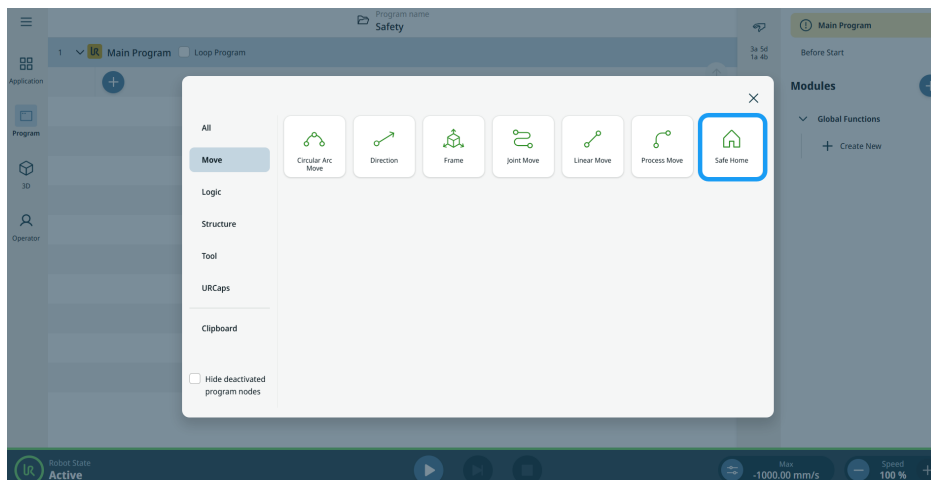 Program name
Safety
Main Program
3a 5d
1a 4b
1
UR
Main Program
Loop Program
Before Start
Application
Modules
Program
Global Functions
Create New
3D
Operator
All
Move
Logic
Structure
Tool
URCaps
Clipboard
Hide deactivated
program nodes
Circular Arc
Move
Direction
Frame
Joint Move
Linear Move
Process Move
Safe Home
UR
Robot State
Active
Max
-1000.00 mm/s
Speed
100 %